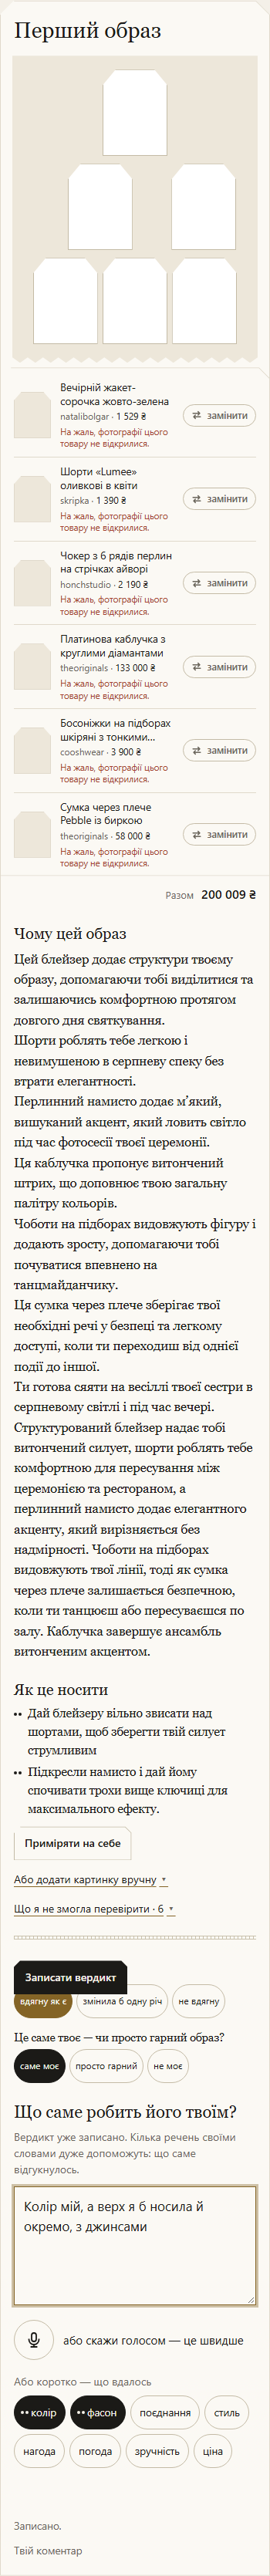 Перший образ
Вечірній жакет-
сорочка жовто-зелена
natalibolgar · 1 529 ₴
На жаль, фотографії цього
товару не відкрилися.
замінити
Шорти «Lumee»
оливкові в квіти
skripka · 1 390 ₴
На жаль, фотографії цього
товару не відкрилися.
замінити
Чокер з 6 рядів перлин
на стрічках айворі
honchstudio · 2 190 ₴
На жаль, фотографії цього
товару не відкрилися.
замінити
Платинова каблучка з
круглими діамантами
theoriginals · 133 000 ₴
На жаль, фотографії цього
товару не відкрилися.
замінити
Босоніжки на підборах
шкіряні з тонкими...
cooshwear · 3 900 ₴
На жаль, фотографії цього
товару не відкрилися.
замінити
Сумка через плече
Pebble із биркою
theoriginals · 58 000 ₴
На жаль, фотографії цього
товару не відкрилися.
замінити
Разом 200 009 ₴
Чому цей образ
Цей блейзер додає структури твоєму
образу, допомагаючи тобі виділитися та
залишаючись комфортною протягом
довгого дня святкування.
Шорти роблять тебе легкою і
невимушеною в серпневу спеку без
втрати елегантності.
Перлинний намисто додає м’який,
вишуканий акцент, який ловить світло
під час фотосесії твоєї церемонії.
Ця каблучка пропонує витончений
штрих, що доповнює твою загальну
палітру кольорів.
Чоботи на підборах видовжують фігуру і
додають зросту, допомагаючи тобі
почуватися впевнено на
танцмайданчику.
Ця сумка через плече зберігає твої
необхідні речі у безпеці та легкому
доступі, коли ти переходиш від однієї
події до іншої.
Ти готова сяяти на весіллі твоєї сестри в
серпневому світлі і під час вечері.
Структурований блейзер надає тобі
витончений силует, шорти роблять тебе
комфортною для пересування між
церемонією та рестораном, а
перлинний намисто додає елегантного
акценту, який вирізняється без
надмірності. Чоботи на підборах
видовжують твої лінії, тоді як сумка
через плече залишається безпечною,
коли ти танцюєш або пересуваєшся по
залу. Каблучка завершує ансамбль
витонченим акцентом.
Як це носити
Дай блейзеру вільно звисати над
шортами, щоб зберегти твій силует
струмливим
Підкресли намисто і дай йому
спочивати трохи вище ключиці для
максимального ефекту.
Приміряти на себе
Або додати картинку вручну
Що я не змогла перевірити · 6
Записати вердикт
вдягну як є
змінила б одну річ
не вдягну
Це саме твоє — чи просто гарний образ?
саме моє
просто гарний
не моє
Що саме робить його твоїм?
Вердикт уже записано. Кілька речень своїми
словами дуже допоможуть: що саме
відгукнулось.
Колір мій, а верх я б носила й
окремо, з джинсами
або скажи голосом — це швидше
Або коротко — що вдалось
колір
фасон
поєднання
стиль
нагода
погода
зручність
ціна
Записано.
Твій коментар